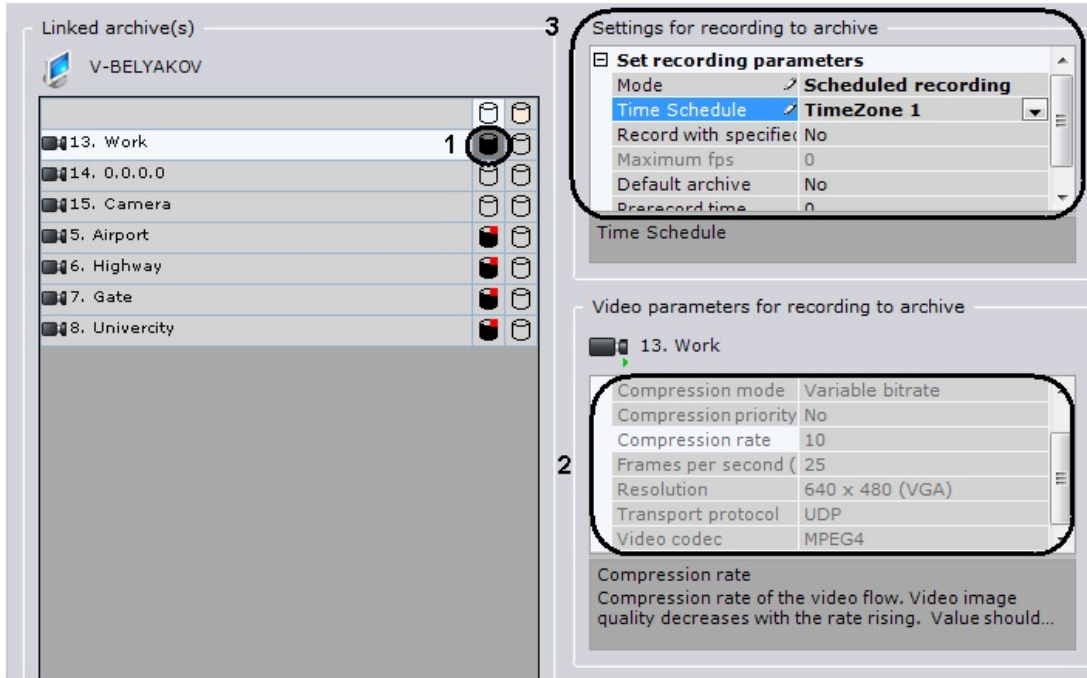 Linked archive(s)
V-BELYAKOV
13. Work
1
14. 0.0.0.0
15. Camera
5. Airport
6. Highway
7. Gate
8. Univercity
3
Settings for recording to archive
Set recording parameters
Mode Scheduled recording
Time Schedule TimeZone 1
Record with specifie No
Maximum fps 0
Default archive No
Prerecord time 0
Time Schedule
Video parameters for recording to archive
13. Work
2
Compression mode Variable bitrate
Compression priority No
Compression rate 10
Frames per second ( 25
Resolution 640 x 480 (VGA)
Transport protocol UDP
Video codec MPEG4
Compression rate
Compression rate of the video flow. Video image
quality decreases with the rate rising. Value should...